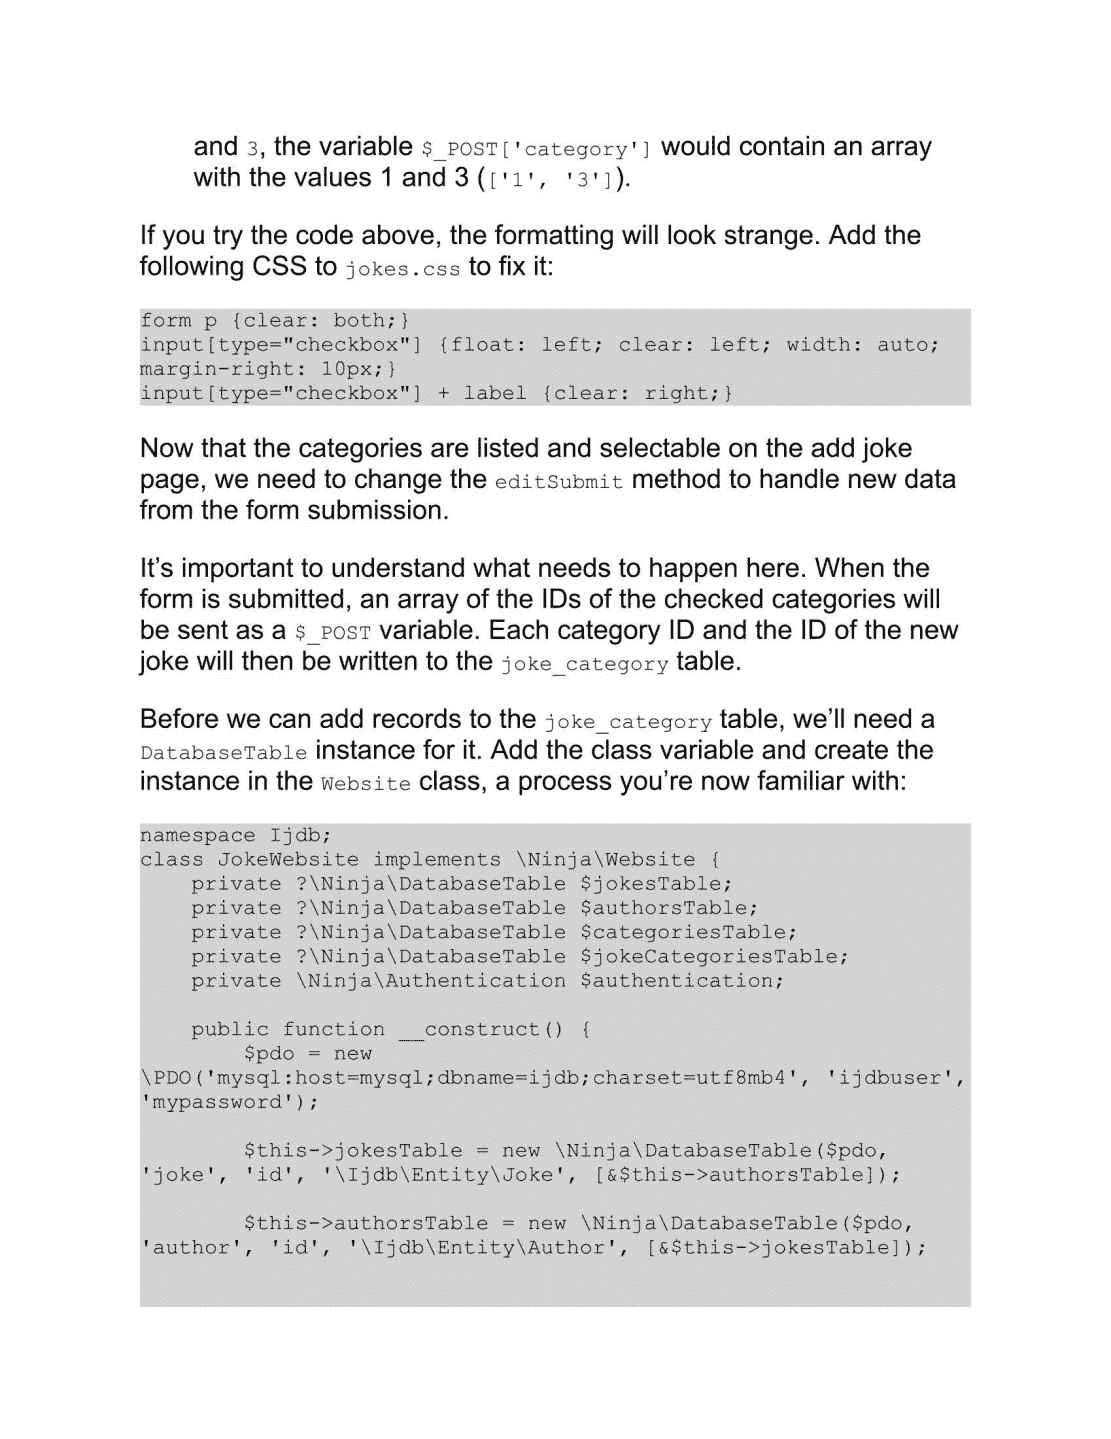 and 3, the variable $_POST['category'] would contain an array
with the values 1 and 3 (['1', '3']).
If you try the code above, the formatting will look strange. Add the
following CSS to jokes.css to fix it:
form p {clear: both;}
input[type="checkbox"] {float: left; clear: left; width: auto;
margin-right: 10px;}
input[type="checkbox"] + label {clear: right;}
Now that the categories are listed and selectable on the add joke
page, we need to change the editSubmit method to handle new data
from the form submission.
It’s important to understand what needs to happen here. When the
form is submitted, an array of the IDs of the checked categories will
be sent as a $_POST variable. Each category ID and the ID of the new
joke will then be written to the joke_category table.
Before we can add records to the joke_category table, we’ll need a
DatabaseTable instance for it. Add the class variable and create the
instance in the Website class, a process you’re now familiar with:
namespace Ijdb;
class JokeWebsite implements \Ninja\Website {
    private ?\Ninja\DatabaseTable $jokesTable;
    private ?\Ninja\DatabaseTable $authorsTable;
    private ?\Ninja\DatabaseTable $categoriesTable;
    private ?\Ninja\DatabaseTable $jokeCategoriesTable;
    private \Ninja\Authentication $authentication;
    public function __construct() {
        $pdo = new
\PDO('mysql:host=mysql;dbname=ijdb;charset=utf8mb4', 'ijdbuser',
'mypassword');
        $this->jokesTable = new \Ninja\DatabaseTable($pdo,
'joke', 'id', '\Ijdb\Entity\Joke', [&$this->authorsTable]);
        $this->authorsTable = new \Ninja\DatabaseTable($pdo,
'author', 'id', '\Ijdb\Entity\Author', [&$this->jokesTable]);